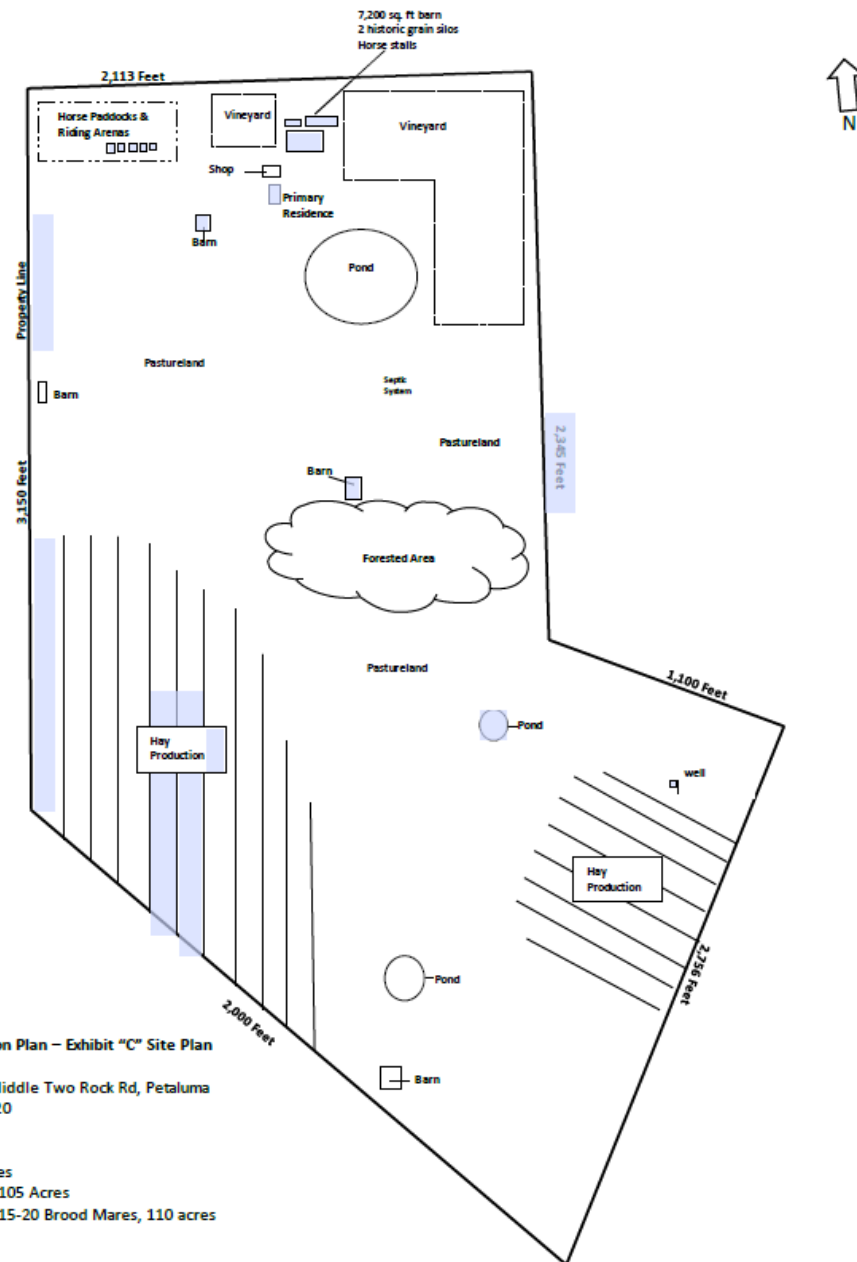 7,200 sq. ft barn
2 historic grain silos
Horse stalls
2,113 Feet
N
Horse Paddocks &
Riding Arenas
Vineyard
Vineyard
Shop
Primary
Residence
Barn
Pond
Property Line
Pastureland
Septic
System
Barn
Pastureland
2,345 Feet
Barn
3,150 Feet
Forested Area
Pastureland
1,100 Feet
Pond
Hay
Production
well
Hay
Production
2,756 Feet
Pond
2,000 Feet
on Plan – Exhibit "C" Site Plan
Barn
Middle Two Rock Rd, Petaluma
20
es
105 Acres
15-20 Brood Mares, 110 acres